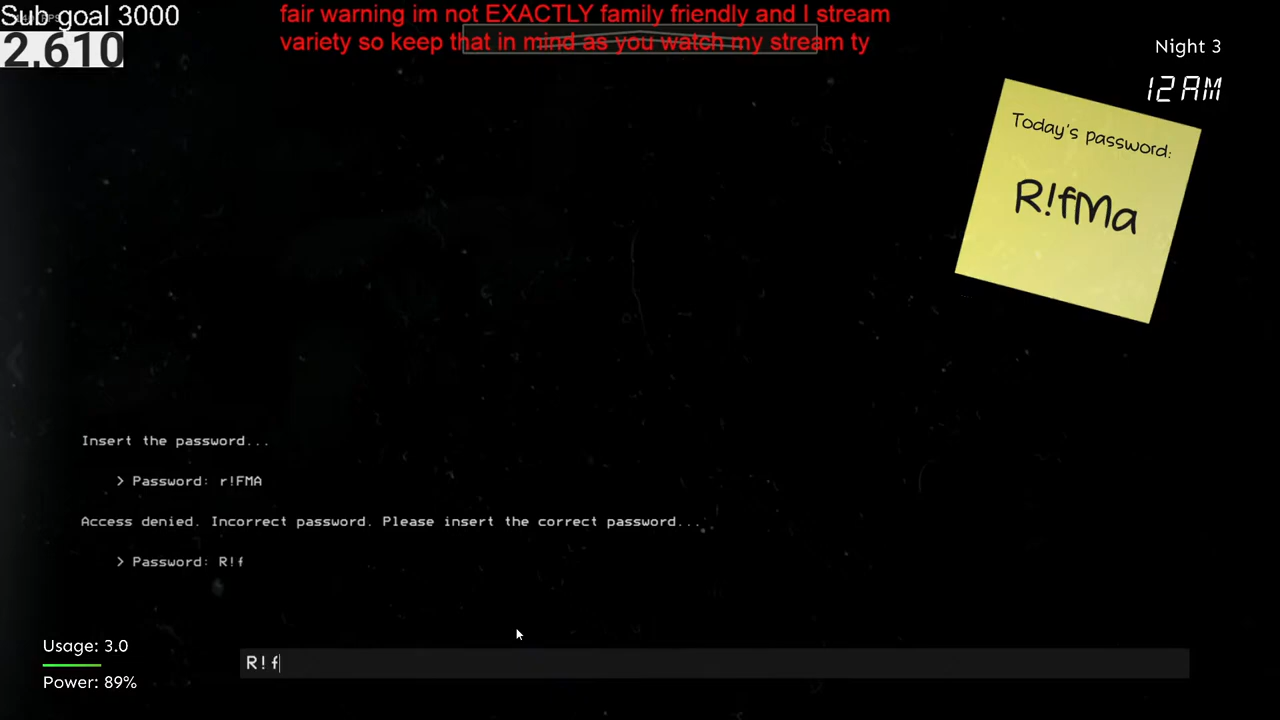 Sub goal 3000
2.610
fair warning im not EXACTLY family friendly and I stream
variety so keep that in mind as you watch my stream ty
Night 3
12 AM
Today's password:
R!fMa
Insert the password...
> Password: r!FMA
Access denied. Incorrect password. Please insert the correct password...
> Password: R!f
Usage: 3.0
Power: 89%
R!f